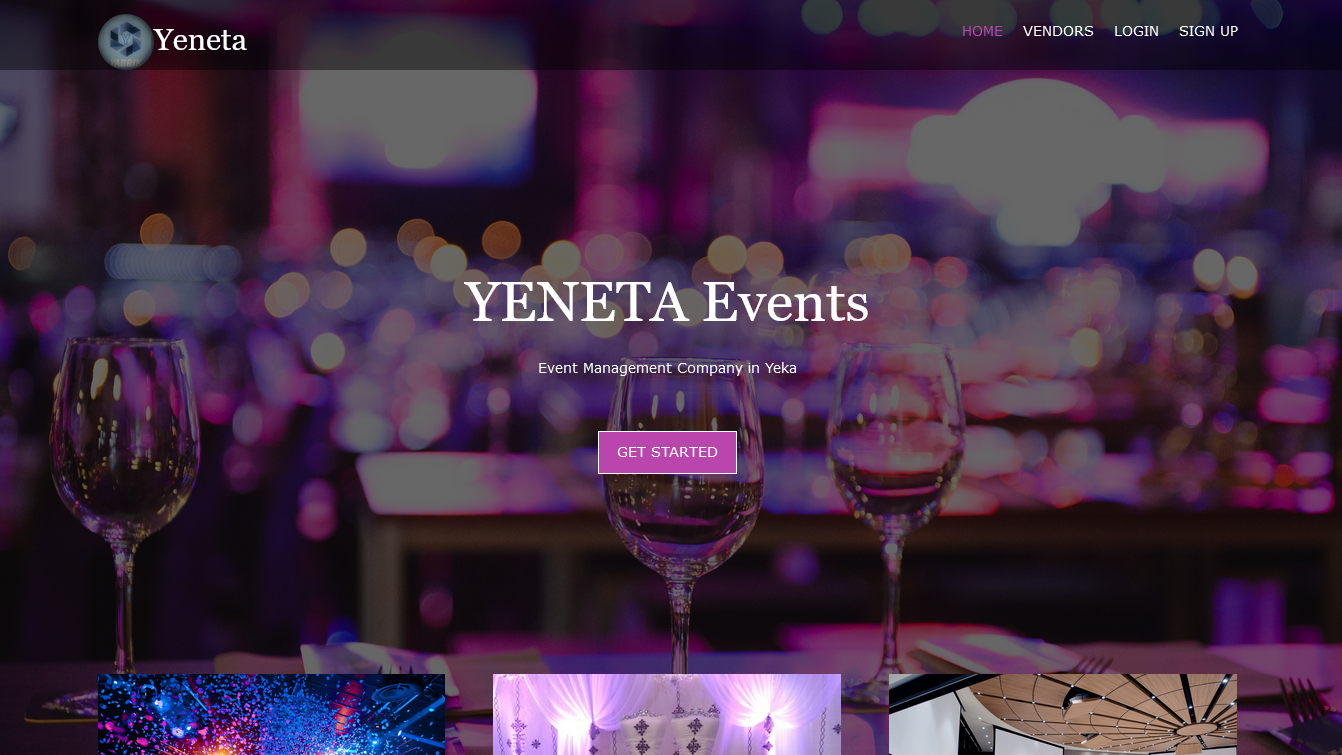 Yeneta
HOME VENDORS LOGIN SIGN UP
YENETA Events
Event Management Company in Yeka
GET STARTED